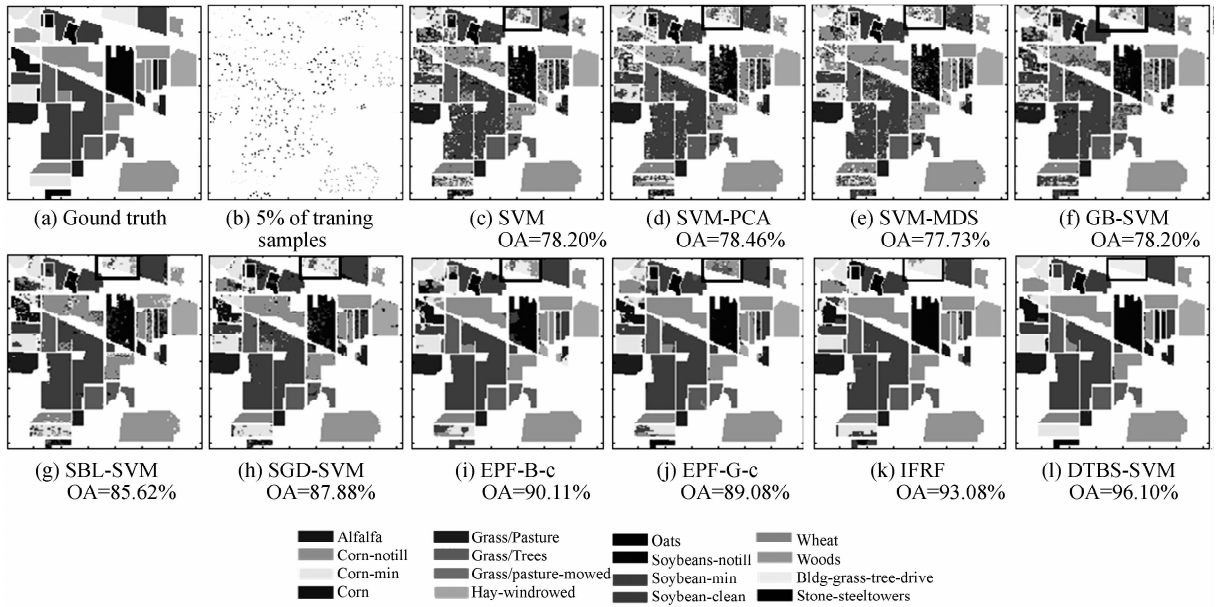 (a) Gound truth
(b) 5% of traning
samples
(c) SVM
OA=78.20%
(d) SVM-PCA
OA=78.46%
(e) SVM-MDS
OA=77.73%
(f) GB-SVM
OA=78.20%
(g) SBL-SVM
OA=85.62%
(h) SGD-SVM
OA=87.88%
(i) EPF-B-c
OA=90.11%
(j) EPF-G-c
OA=89.08%
(k) IFRF
OA=93.08%
(l) DTBS-SVM
OA=96.10%
Alfalfa
Corn-notill
Corn-min
Corn
Grass/Pasture
Grass/Trees
Grass/pasture-mowed
Hay-windrowed
Oats
Soybeans-notill
Soybean-min
Soybean-clean
Wheat
Woods
Bldg-grass-tree-drive
Stone-steeltowers